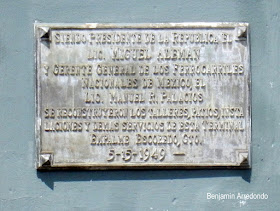 SIENDO PRESIDENTE DE LA REPUBLICA EL
LIC. MIGUEL ALEMAN
Y GERENTE GENERAL DE LOS FERROCARRILES
NACIONALES DE MEXICO, EL
LIC. MANUEL R. PALACIOS
SE RECONSTRUYERON LOS TALLERES, PATIOS, INSTA
LACIONES Y DEMAS SERVICIOS DE ESTA TERMINAL
EMPALME ESCOBEDO, GTO.
5-15-1949
Benjamin Arredondo